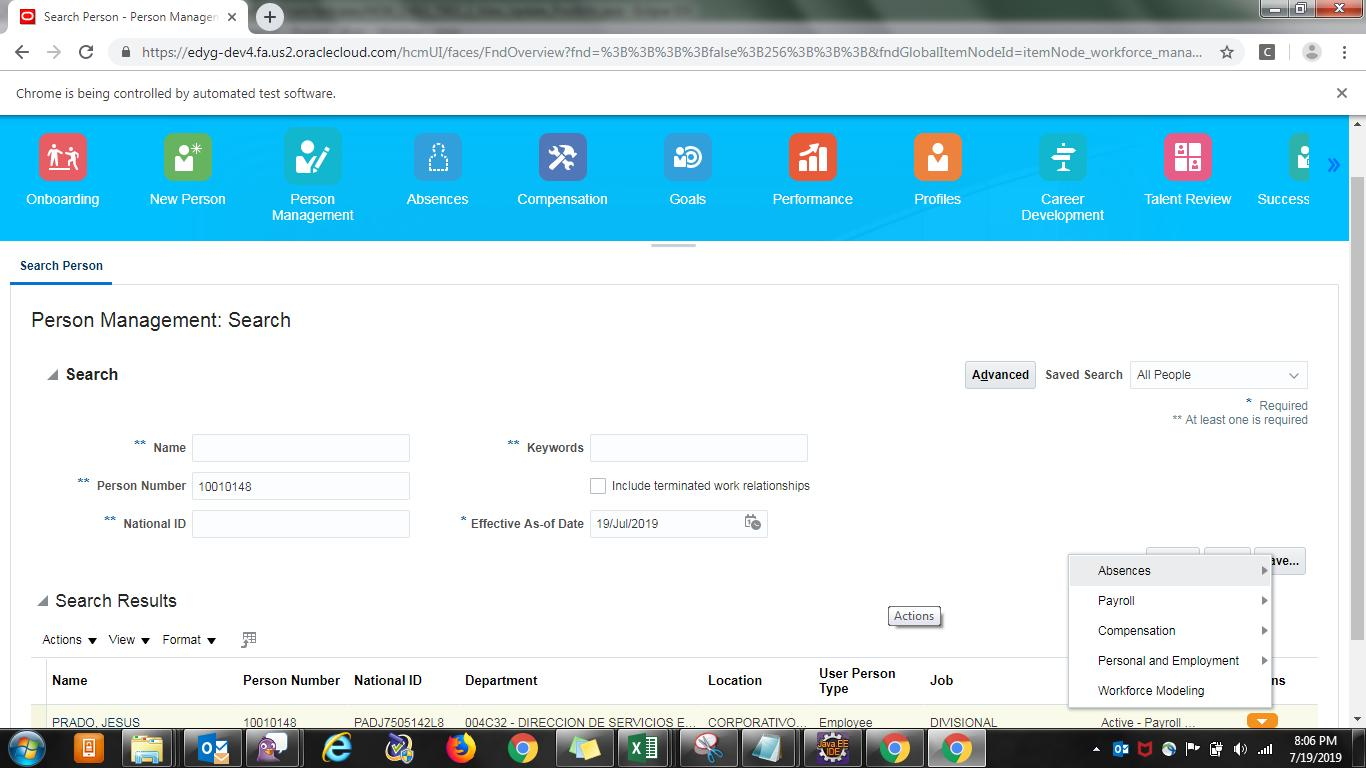 Search Person - Person Managen
https://edyg-dev4.fa.us2.oraclecloud.com/hcmUI/faces/FndOverview?fnd=%3B%3B%3B%3Bfalse%3B256%3B%3B%3B&fndGlobalItemNodeId=itemNode_workforce_mana...
Chrome is being controlled by automated test software.
Onboarding
New Person
Person Management
Absences
Compensation
Goals
Performance
Profiles
Career Development
Talent Review
Success
Search Person
Person Management: Search
Search
Advanced Saved Search All People
* Required
** At least one is required
** Name
** Keywords
** Person Number 10010148
Include terminated work relationships
** National ID
* Effective As-of Date 19/Jul/2019
ave...
Absences
Payroll
Compensation
Personal and Employment
Workforce Modeling
Search Results
Actions
Actions View Format
Name Person Number National ID Department Location User Person Type Job ns
PRADO, JESUS 10010148 PADJ7505142L8 004C32 - DIRECCION DE SERVICIOS E... CORPORATIVO... Employee DIVISIONAL Active - Payroll ...
Java EE
IDE
8:06 PM
7/19/2019